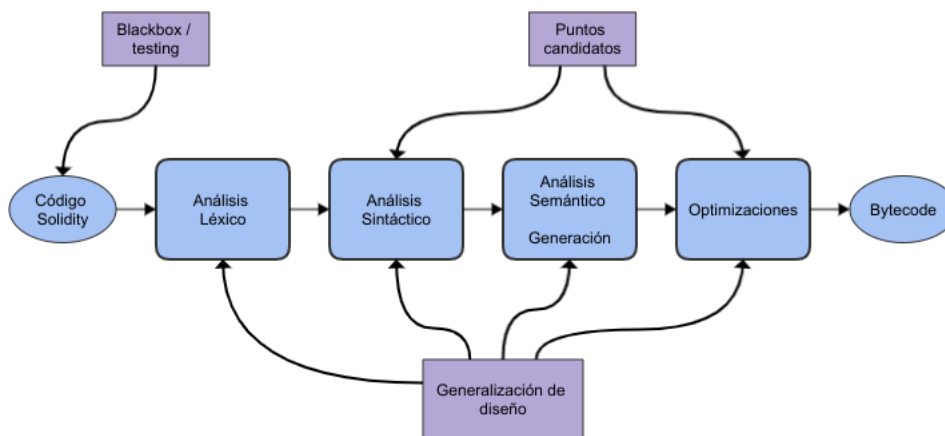 Blackbox /
testing
Puntos
candidatos
Código
Solidity
Análisis
Léxico
Análisis
Sintáctico
Análisis
Semántico
Generación
Optimizaciones
Bytecode
Generalización de
diseño